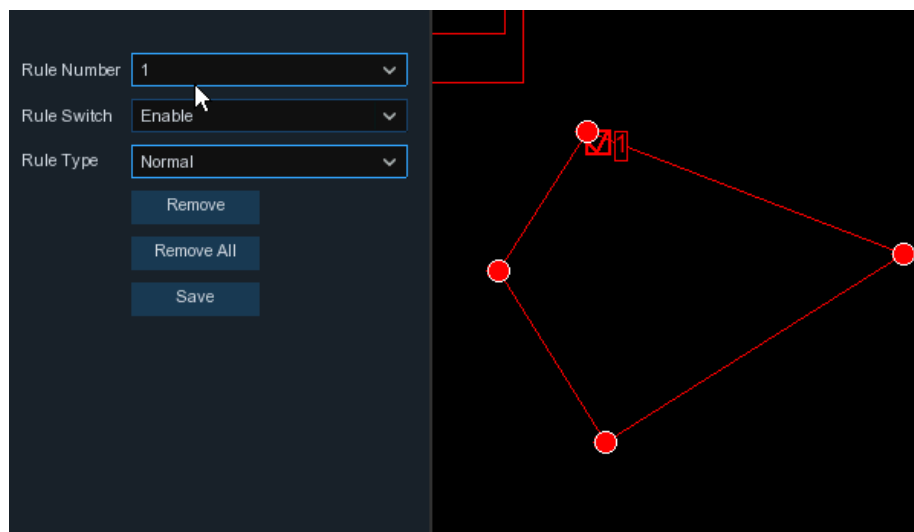 Rule Number 1
Rule Switch Enable
Rule Type Normal
Remove
Remove All
Save
1